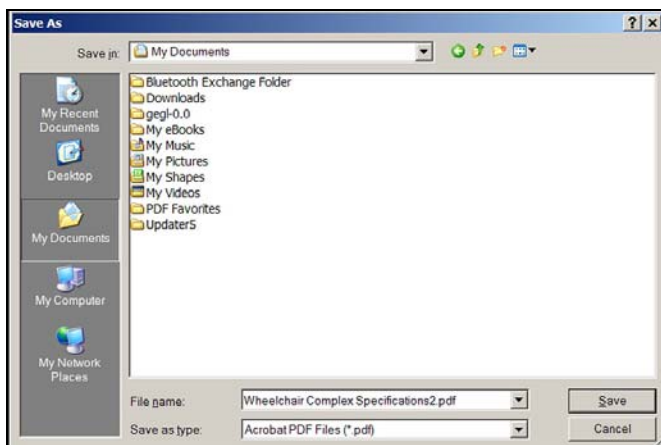 Save As
Save in:
My Documents
My Recent
Documents
Desktop
My Documents
My Computer
My Network
Places
Bluetooth Exchange Folder
Downloads
gegl-0.0
My eBooks
My Music
My Pictures
My Shapes
My Videos
PDF Favorites
Updater5
File name:
Wheelchair Complex Specifications2.pdf
Save
Save as type:
Acrobat PDF Files (*.pdf)
Cancel